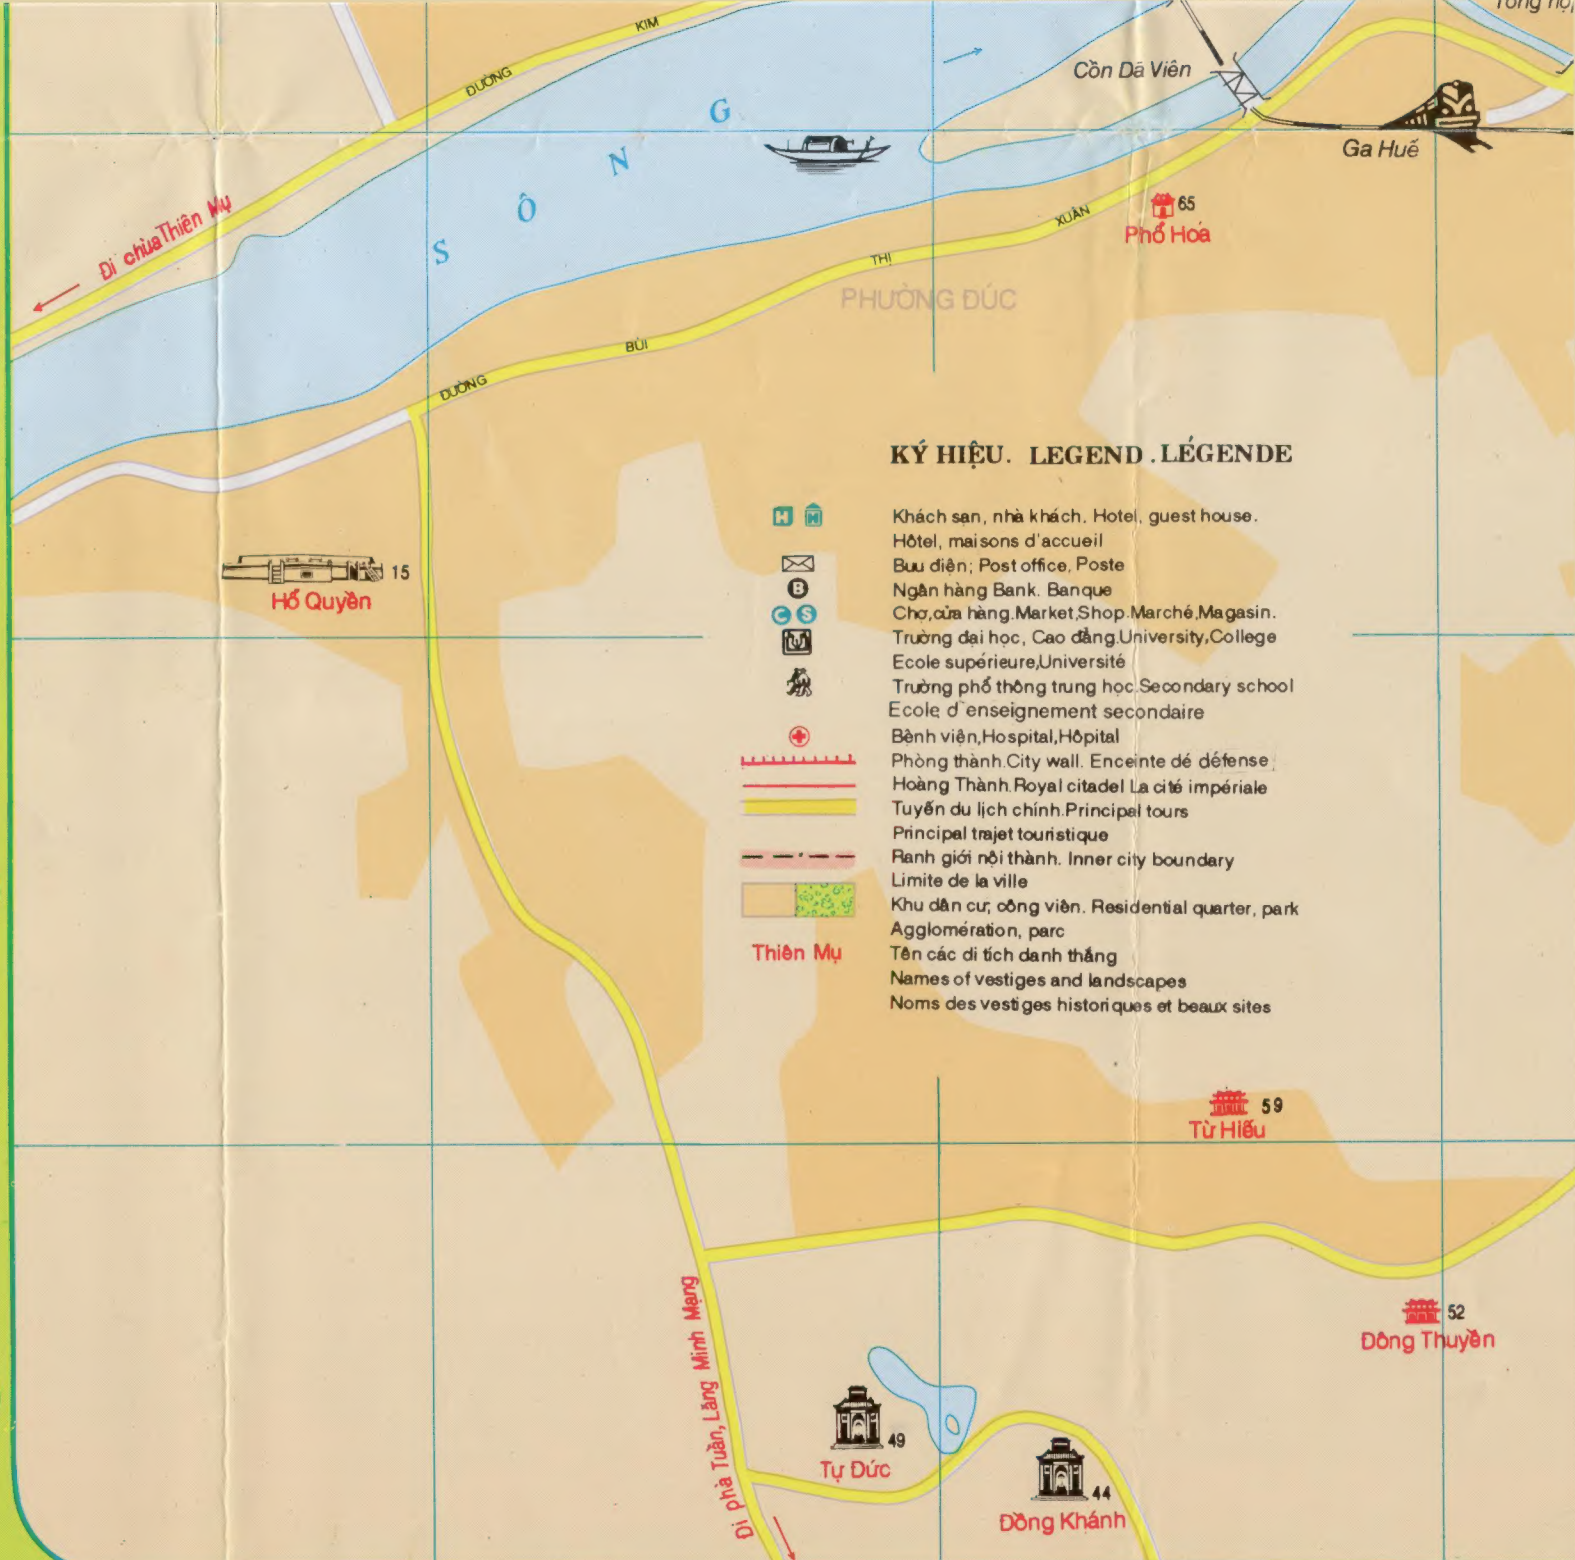 KIM
ĐƯỜNG
Cồn Dã Viên
Ga Huế
S Ô N G
Đi chùa Thiên Mụ
65
Phổ Hoá
XUÂN
THỊ
BÙI
ĐƯỜNG
PHƯỜNG ĐÚC
15
Hổ Quyền
KÝ HIỆU. LEGEND . LÉGENDE
H H Khách sạn, nhà khách. Hotel, guest house.
Hôtel, maisons d'accueil
Bưu điện; Post office, Poste
B Ngân hàng Bank. Banque
C S Chợ, cửa hàng. Market, Shop. Marché, Magasin.
Trường đại học, Cao đẳng. University, College
Ecole supérieure, Université
Trường phổ thông trung học. Secondary school
Ecole d'enseignement secondaire
Bệnh viện, Hospital, Hôpital
Phòng thành. City wall. Enceinte dé défense
Hoàng Thành. Royal citadel La cité impériale
Tuyến du lịch chính. Principal tours
Principal trajet touristique
Ranh giới nội thành. Inner city boundary
Limite de la ville
Khu dân cư, công viên. Residential quarter, park
Agglomération, parc
Thiên Mụ Tên các di tích danh thắng
Names of vestiges and landscapes
Noms des vestiges historiques et beaux sites
59
Từ Hiếu
52
Đông Thuyền
Đi phà Tuần, Lăng Minh Mạng
49
Tự Đức
44
Đồng Khánh